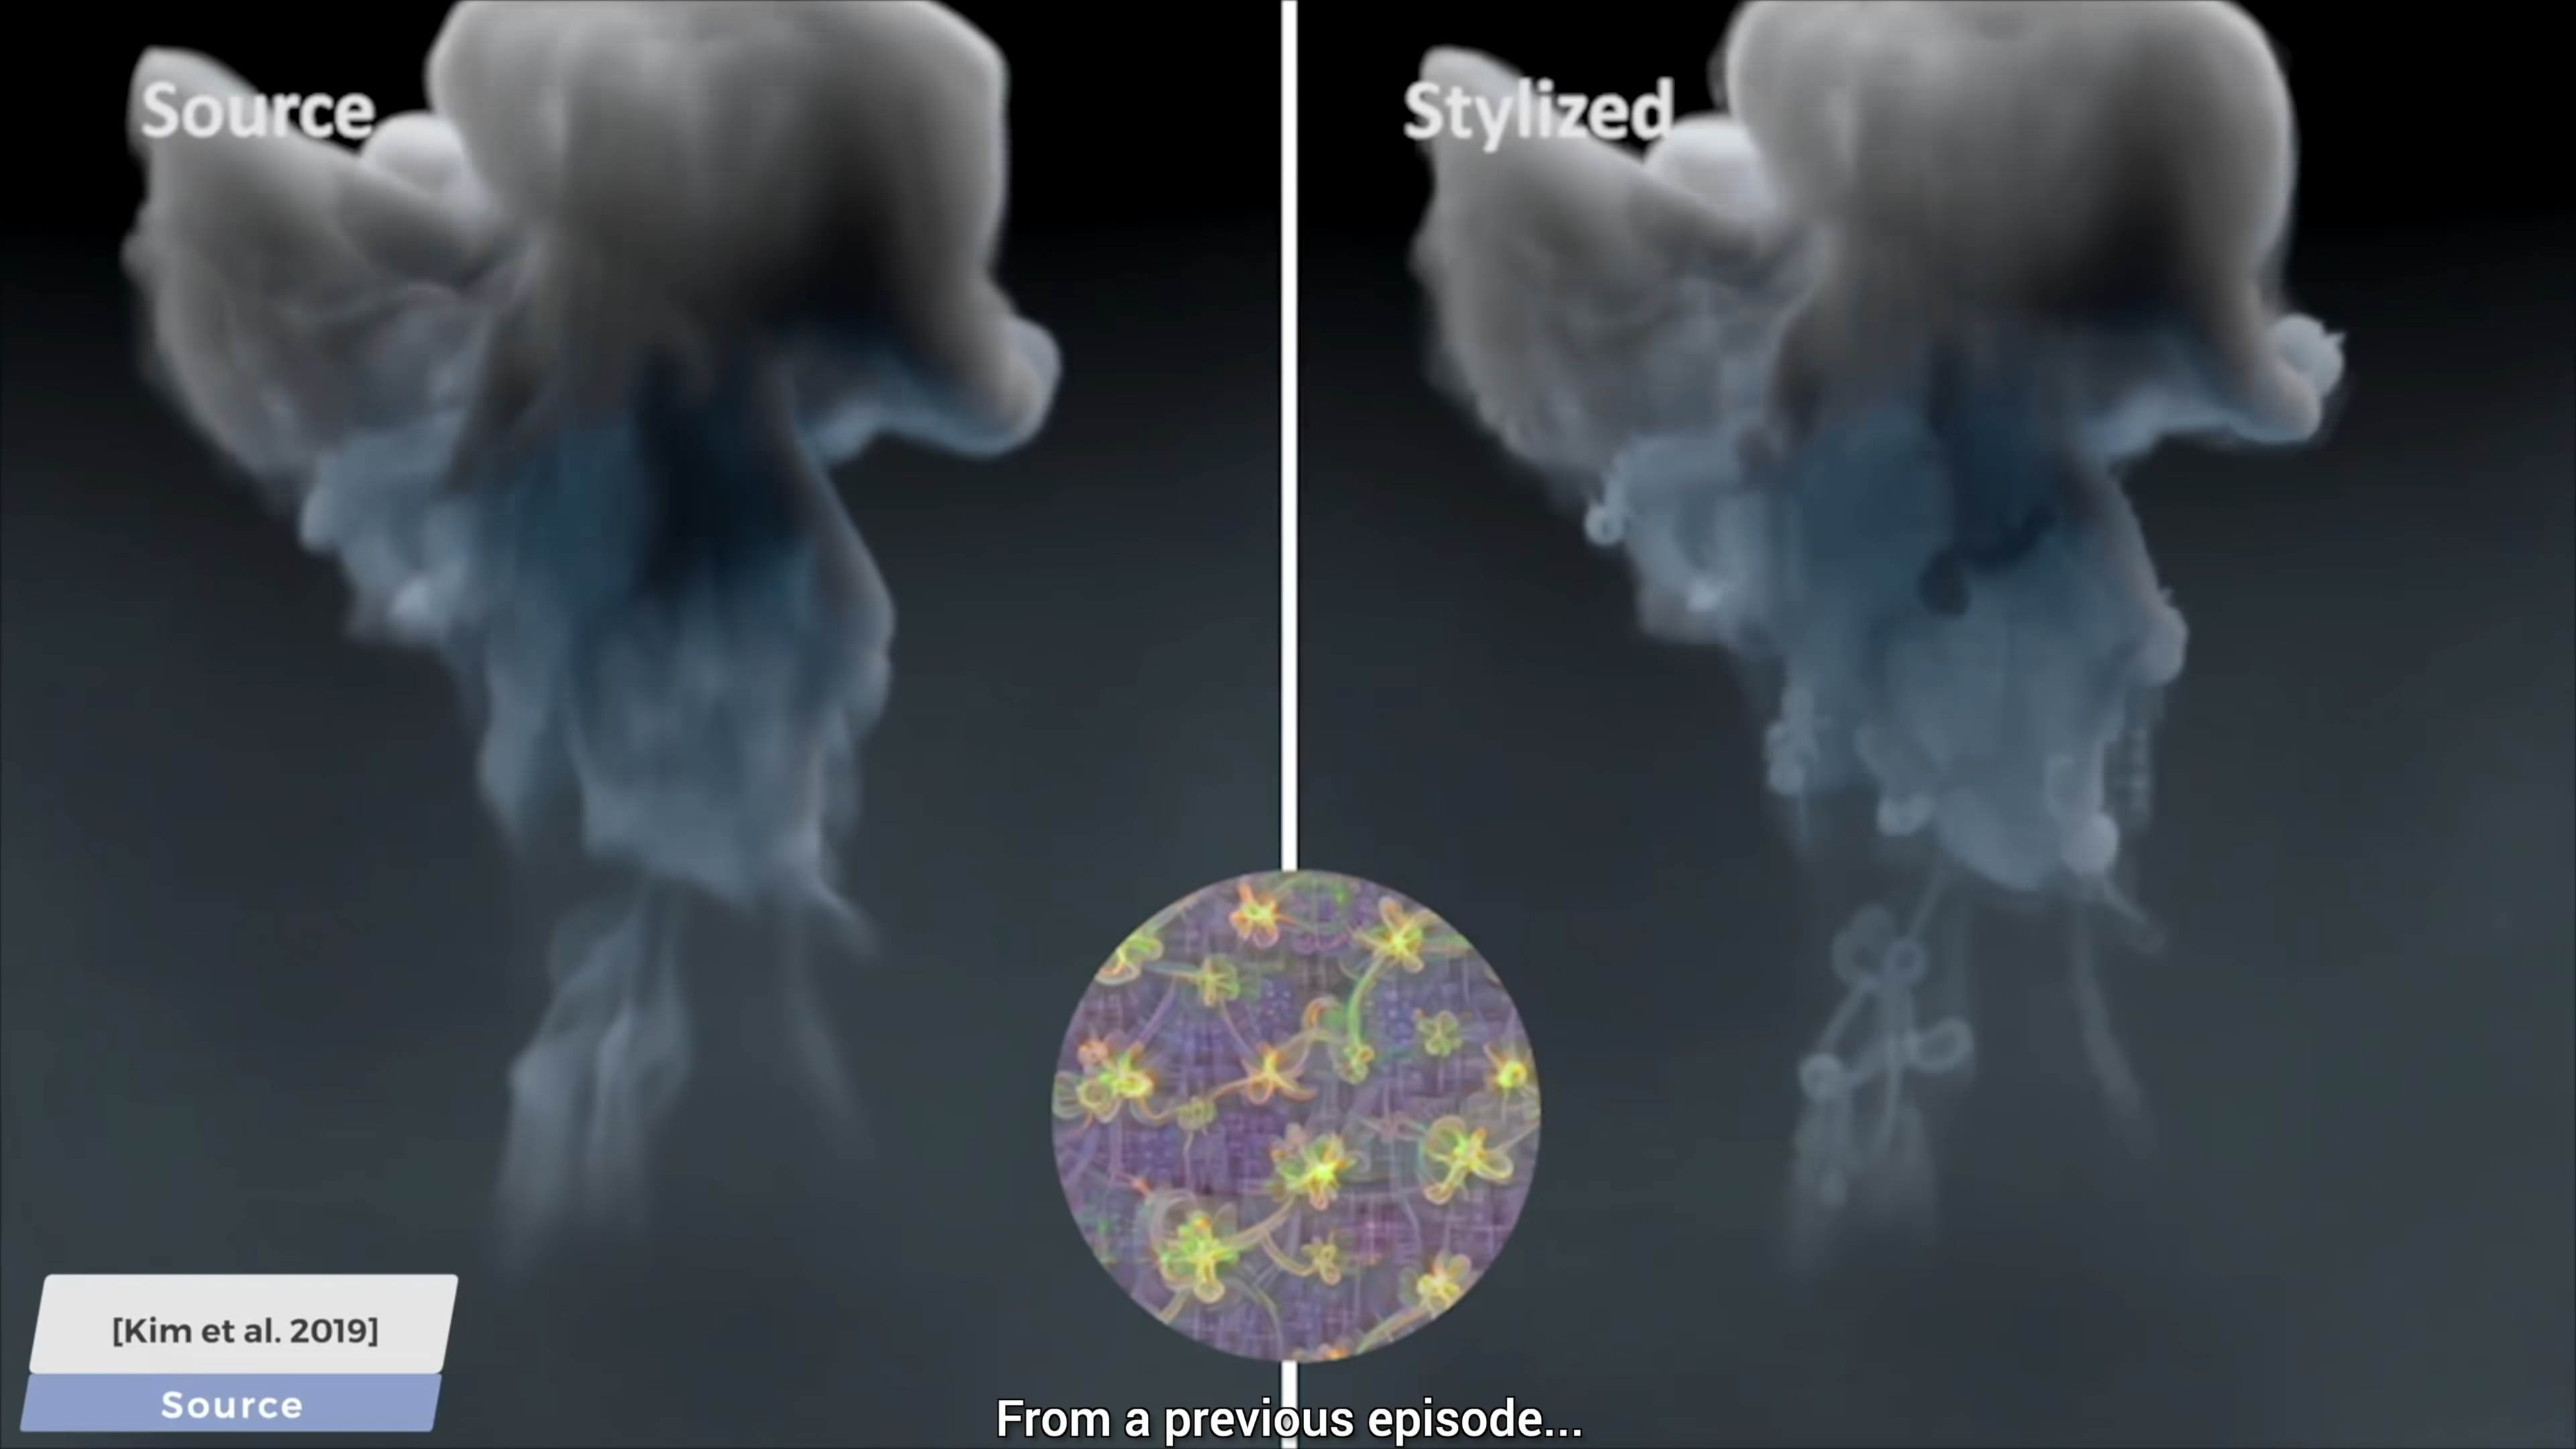 Source
Stylized
[Kim et al. 2019]
Source
From a previous episode...